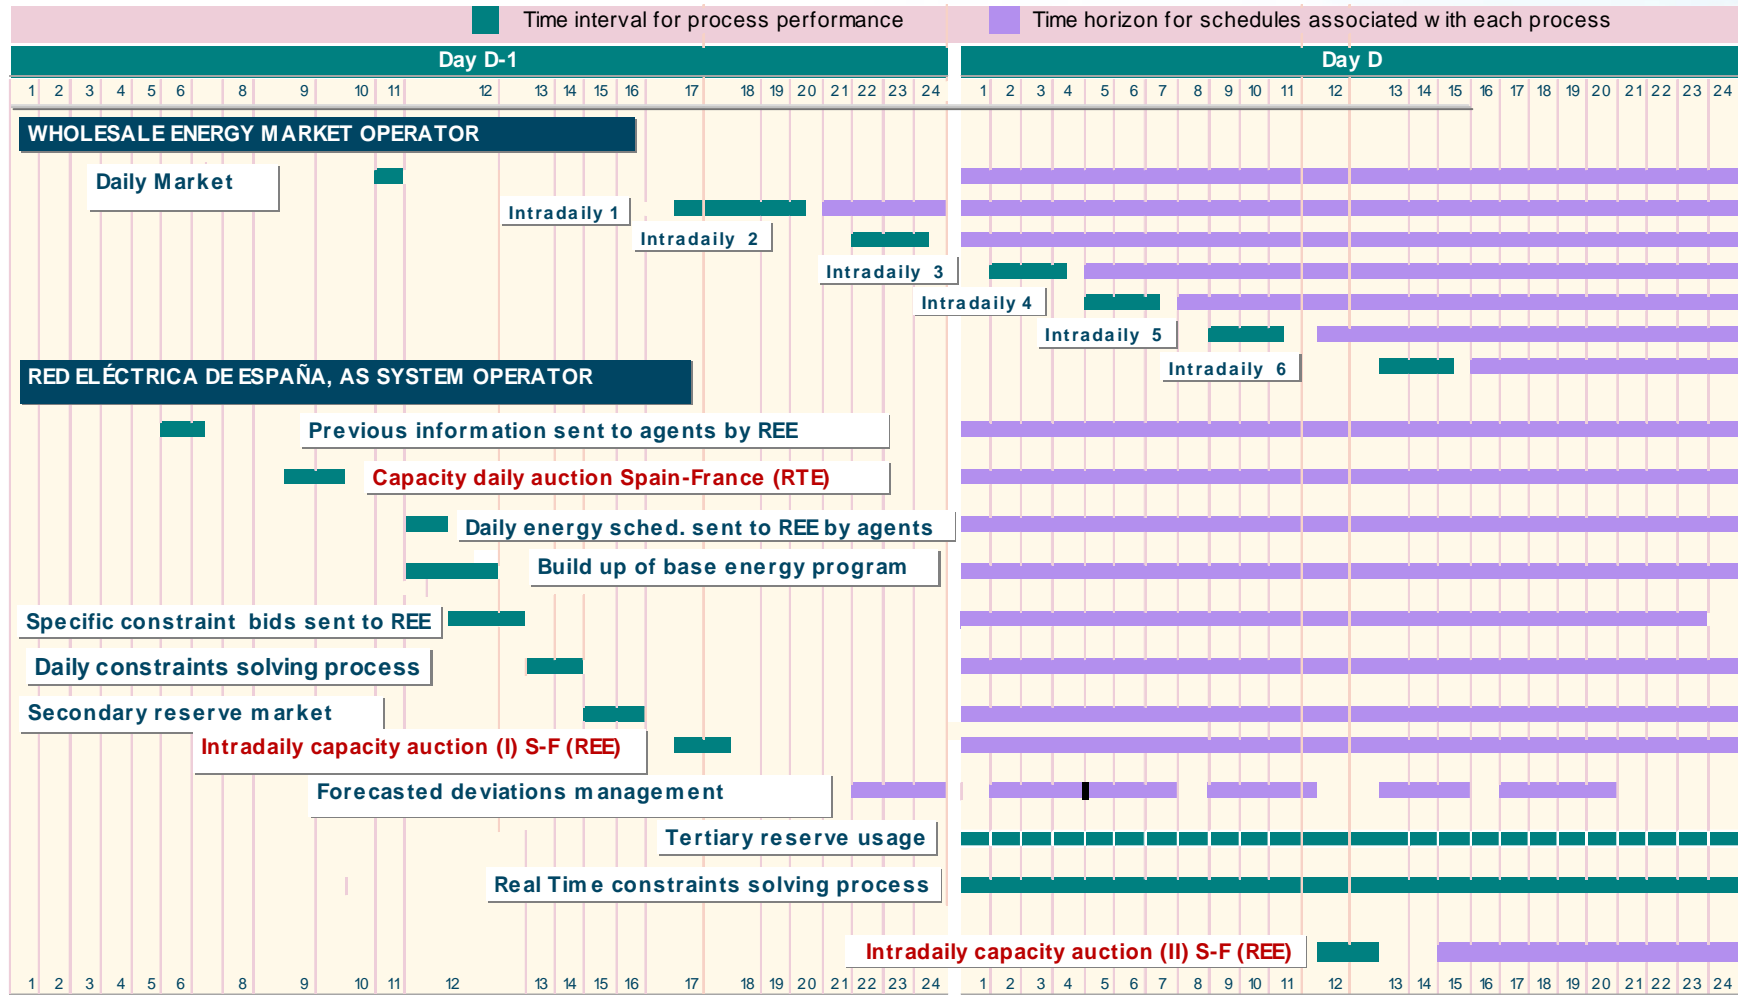 Time interval for process performance Time horizon for schedules associated with each process
Day D-1 Day D
1 2 3 4 5 6 8 9 10 11 12 13 14 15 16 17 18 19 20 21 22 23 24 1 2 3 4 5 6 7 8 9 10 11 12 13 14 15 16 17 18 19 20 21 22 23 24
WHOLESALE ENERGY MARKET OPERATOR
Daily Market
Intradaily 1
Intradaily 2
Intradaily 3
Intradaily 4
Intradaily 5
Intradaily 6
RED ELÉCTRICA DE ESPAÑA, AS SYSTEM OPERATOR
Previous information sent to agents by REE
Capacity daily auction Spain-France (RTE)
Daily energy sched. sent to REE by agents
Build up of base energy program
Specific constraint bids sent to REE
Daily constraints solving process
Secondary reserve market
Intradaily capacity auction (I) S-F (REE)
Forecasted deviations management
Tertiary reserve usage
Real Time constraints solving process
Intradaily capacity auction (II) S-F (REE)
1 2 3 4 5 6 8 9 10 11 12 13 14 15 16 17 18 19 20 21 22 23 24 1 2 3 4 5 6 7 8 9 10 11 12 13 14 15 16 17 18 19 20 21 22 23 24